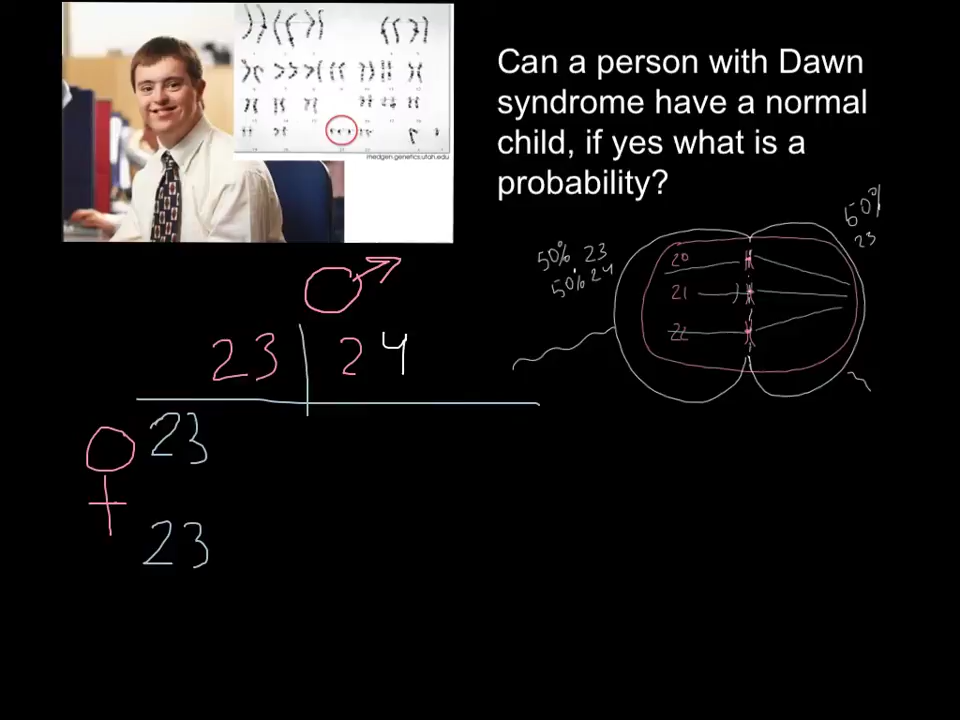 Can a person with Dawn
syndrome have a normal
child, if yes what is a
probability?
medgen.genetics.utah.edu
50% 23
50% 24
50%
23
20
21
22
23 24
23
23